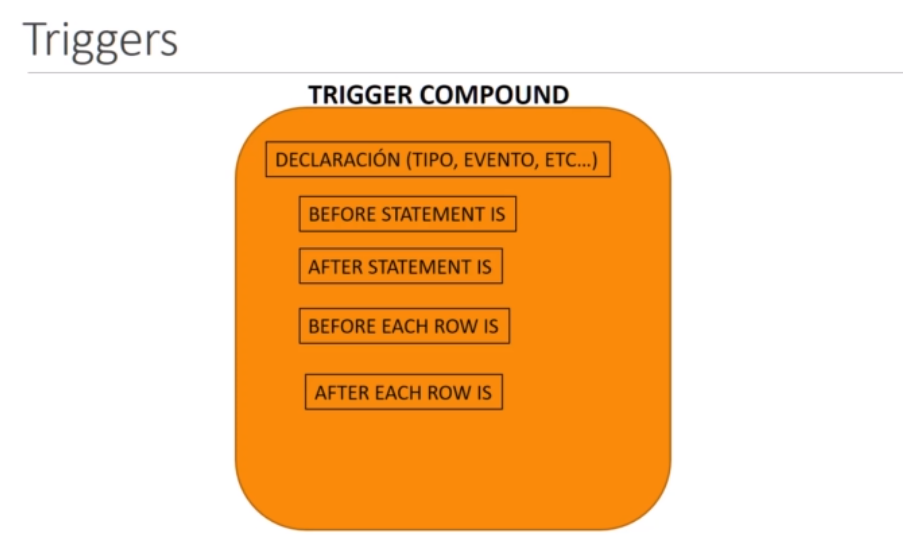 Triggers
TRIGGER COMPOUND
DECLARACIÓN (TIPO, EVENTO, ETC...)
BEFORE STATEMENT IS
AFTER STATEMENT IS
BEFORE EACH ROW IS
AFTER EACH ROW IS